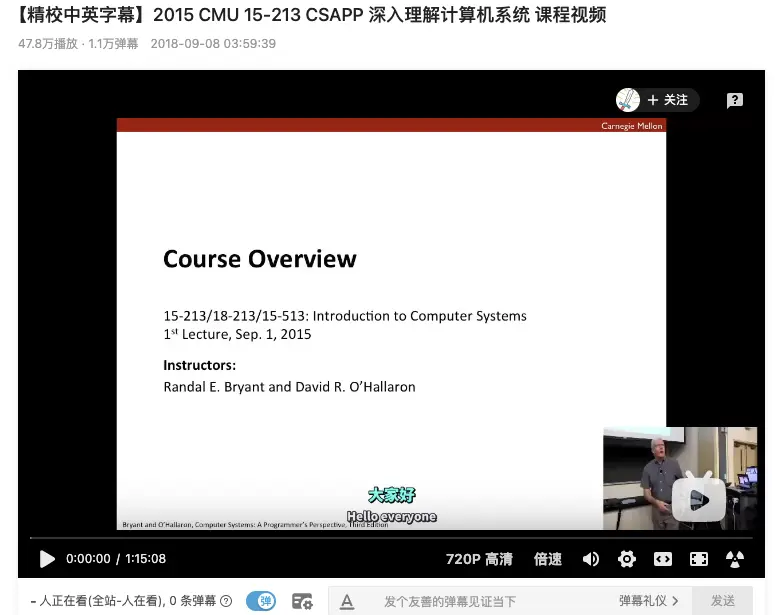 【精校中英字幕】2015 CMU 15-213 CSAPP 深入理解计算机系统 课程视频
47.8万播放 · 1.1万弹幕 2018-09-08 03:59:39
+ 关注
?
Carnegie Mellon
Course Overview
15-213/18-213/15-513: Introduction to Computer Systems
1st Lecture, Sep. 1, 2015
Instructors:
Randal E. Bryant and David R. O'Hallaron
大家好
Hello everyone
Bryant and O'Hallaron, Computer Systems: A Programmer's Perspective, Third Edition
0:00:00 / 1:15:08 720P 高清 倍速
- 人正在看(全站-人在看), 0 条弹幕 弹 A 发个友善的弹幕见证当下 弹幕礼仪 > 发送